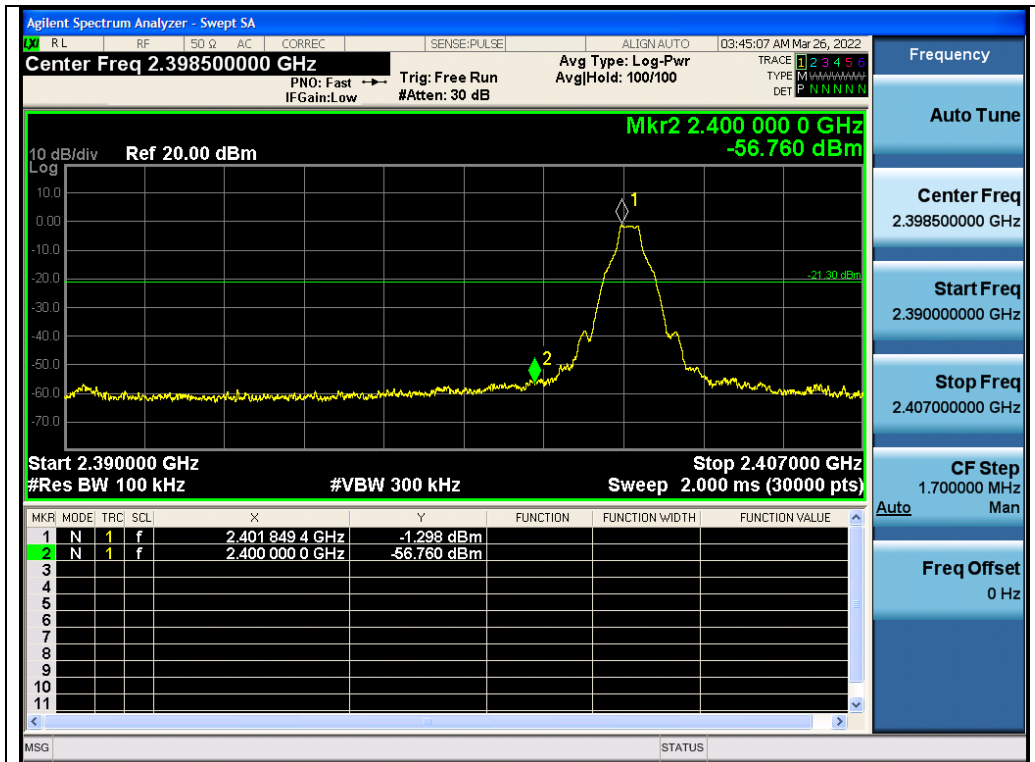 Agilent Spectrum Analyzer - Swept SA
LXI RL RF 50 Ω AC CORREC SENSE:PULSE ALIGN AUTO 03:45:07 AM Mar 26, 2022
Center Freq 2.398500000 GHz
PNO: Fast
IFGain:Low
Trig: Free Run
#Atten: 30 dB
Avg Type: Log-Pwr
Avg|Hold: 100/100
TRACE 1 2 3 4 5 6
TYPE M W W W W W
DET P N N N N N
Mkr2 2.400 000 0 GHz
-56.760 dBm
10 dB/div Ref 20.00 dBm
Log
10.0
0.00
-10.0
-20.0
-30.0
-40.0
-50.0
-60.0
-70.0
1
-21.30 dBm
2
Start 2.390000 GHz Stop 2.407000 GHz
#Res BW 100 kHz #VBW 300 kHz Sweep 2.000 ms (30000 pts)
MKR MODE TRC SCL X Y FUNCTION FUNCTION WIDTH FUNCTION VALUE
1 N 1 f 2.401 849 4 GHz -1.298 dBm
2 N 1 f 2.400 000 0 GHz -56.760 dBm
3
4
5
6
7
8
9
10
11
MSG STATUS
Frequency
Auto Tune
Center Freq
2.398500000 GHz
Start Freq
2.390000000 GHz
Stop Freq
2.407000000 GHz
CF Step
1.700000 MHz
Auto Man
Freq Offset
0 Hz